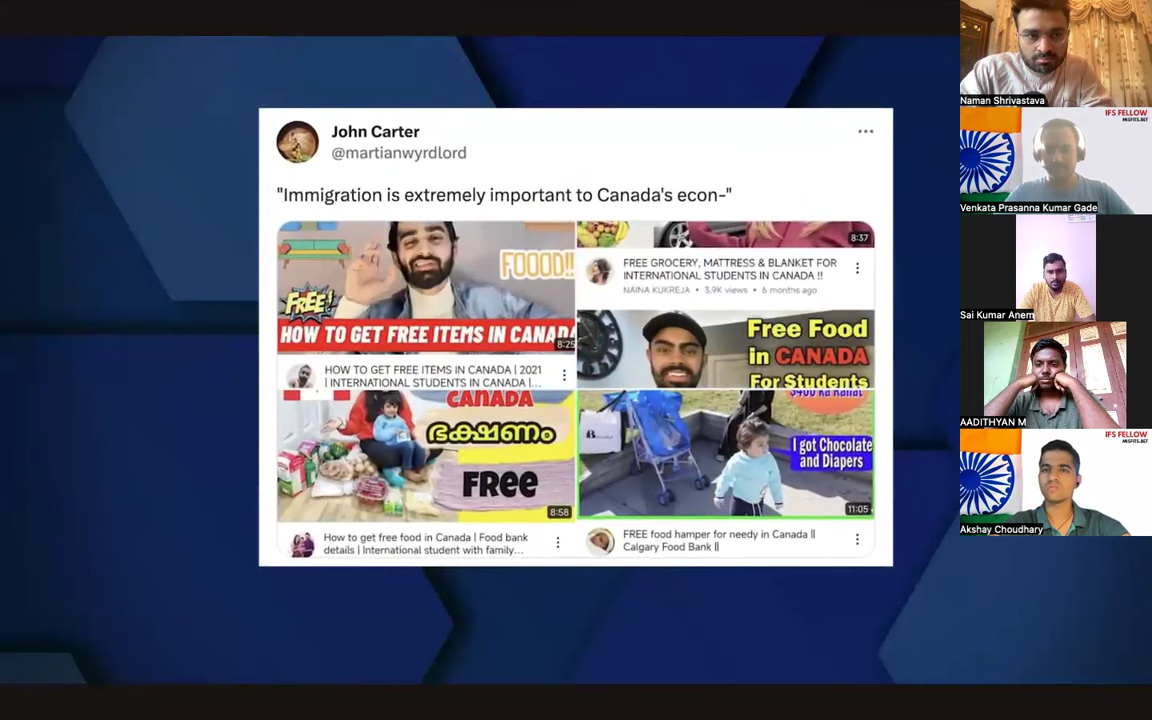 John Carter
@martianwyrdlord
"Immigration is extremely important to Canada's econ-"
FREE!
FOOOD!!
HOW TO GET FREE ITEMS IN CANADA
8:25
HOW TO GET FREE ITEMS IN CANADA | 2021
| INTERNATIONAL STUDENTS IN CANADA |...
8:37
FREE GROCERY, MATTRESS & BLANKET FOR
INTERNATIONAL STUDENTS IN CANADA !!
NAINA KUKREJA • 3.9K views • 6 months ago
Free Food
in CANADA
For Students
CANADA
ഭക്ഷണം
FREE
8:58
How to get free food in Canada | Food bank
details | International student with family...
I got Chocolate
and Diapers
11:05
FREE food hamper for needy in Canada ||
Calgary Food Bank ||
Naman Shrivastava
IFS FELLOW
MISFITS.NET
Venkata Prasanna Kumar Gade
Sai Kumar Anem
AADITHYAN M
IFS FELLOW
MISFITS.NET
Akshay Choudhary